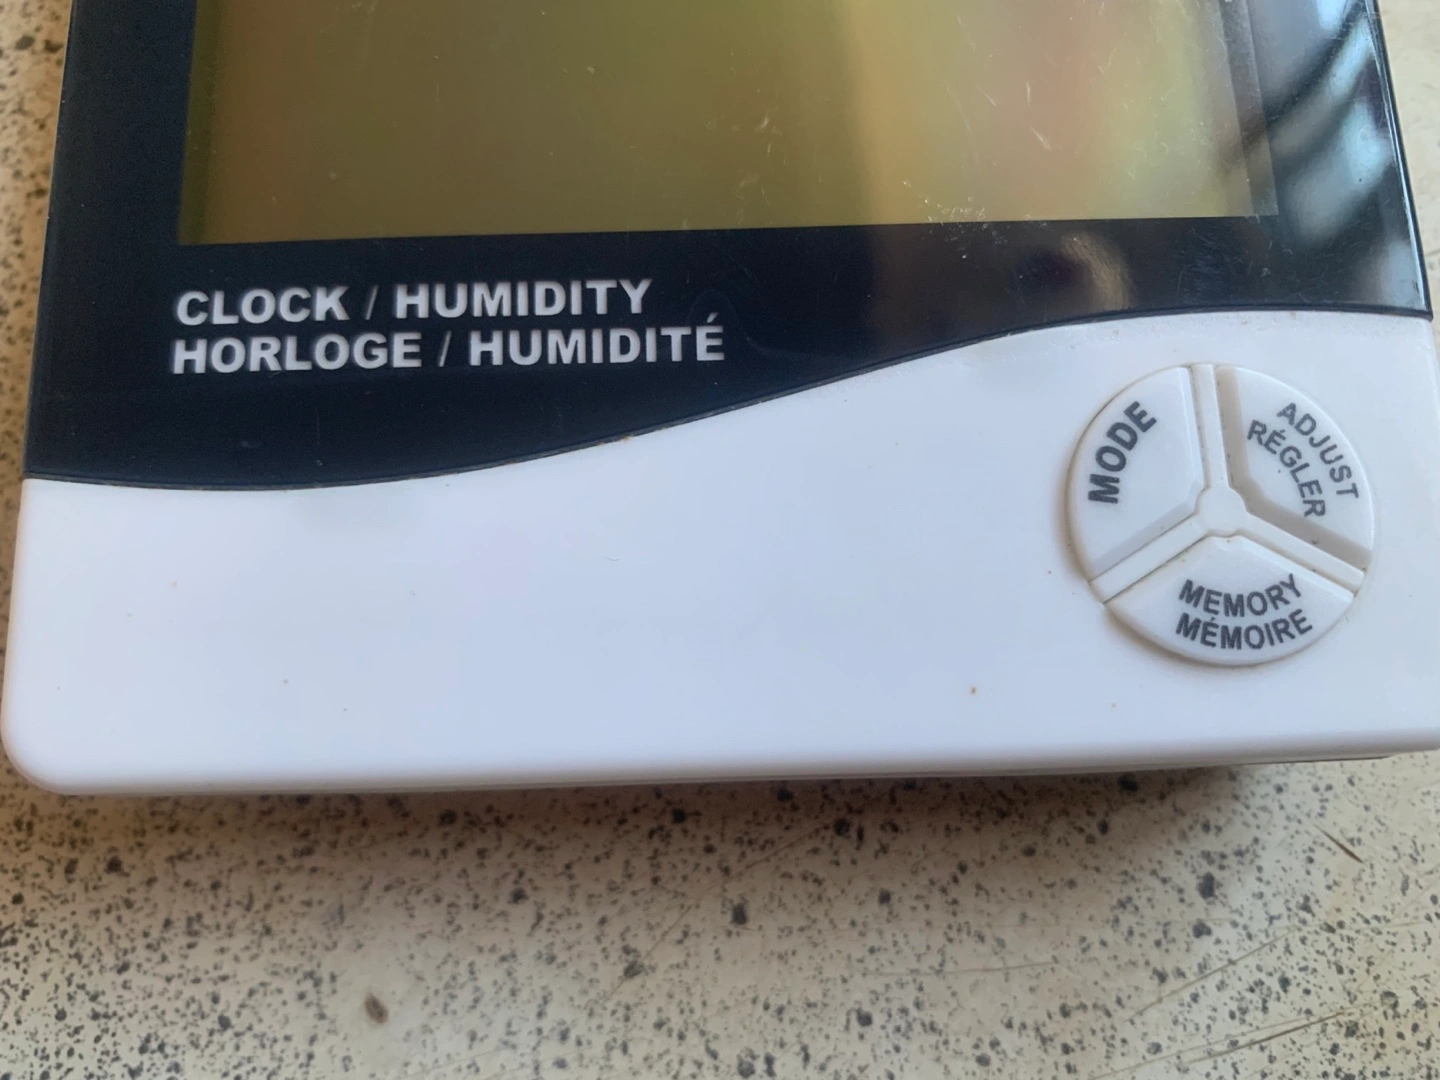 CLOCK / HUMIDITY
HORLOGE / HUMIDITÉ
MODE
ADJUST
RÉGLER
MEMORY
MÉMOIRE